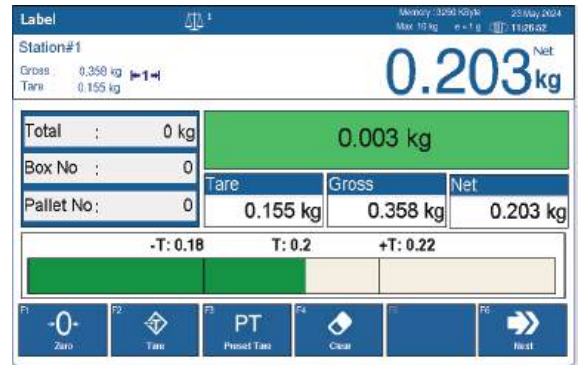 Label 1 Memory : 3290 KByte 23 May 2024
Max 10 kg e = 1 g 11:26:52
Station#1 Net
Gross : 0.358 kg 0.203 kg
Tare 0.155 kg
Total : 0 kg 0.003 kg
Box No : 0
Tare Gross Net
Pallet No : 0 0.155 kg 0.358 kg 0.203 kg
-T: 0.18 T: 0.2 +T: 0.22
F1 F2 F3 F4 F5 F6
-0- T PT
Zero Tare Preset Tare Clear Next